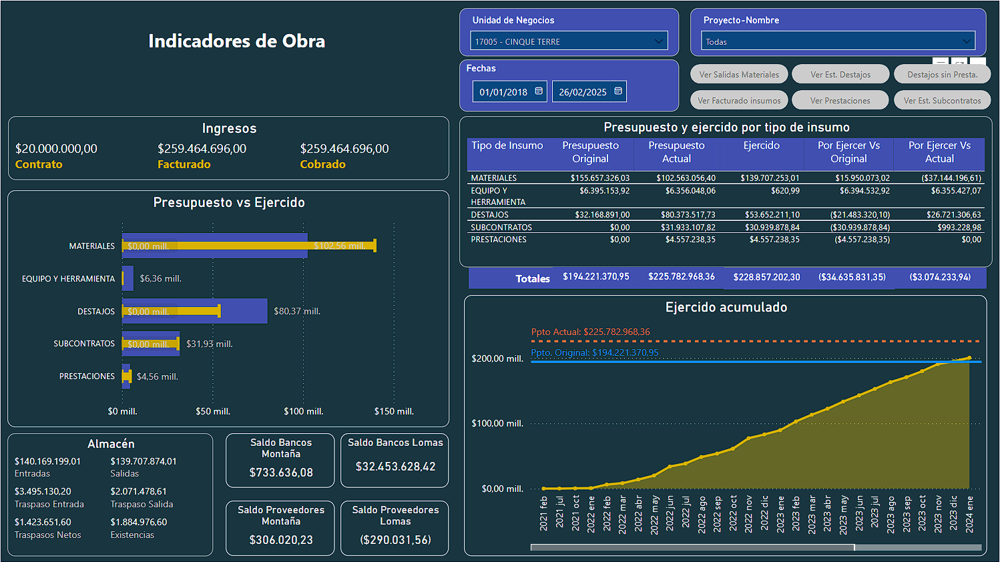 Indicadores de Obra
Unidad de Negocios
17005 - CINQUE TERRE
Proyecto-Nombre
Todas
Fechas
01/01/2018
26/02/2025
Ver Salidas Materiales
Ver Est. Destajos
Destajos sin Presta.
Ver Facturado insumos
Ver Prestaciones
Ver Est. Subcontratos
Ingresos
$20.000.000,00 $259.464.696,00 $259.464.696,00
Contrato Facturado Cobrado
Presupuesto vs Ejercido
MATERIALES $0,00 mill. $102,56 mill.
EQUIPO Y HERRAMIENTA $6,36 mill.
DESTAJOS $0,00 mill. $80,37 mill.
SUBCONTRATOS $0,00 mill. $31,93 mill.
PRESTACIONES $4,56 mill.
$0 mill. $50 mill. $100 mill. $150 mill.
Almacén
$140.169.199,01 $139.707.874,01
Entradas Salidas
$3.495.130,20 $2.071.478,61
Traspaso Entrada Traspaso Salida
$1.423.651,60 $1.884.976,60
Traspasos Netos Existencias
Saldo Bancos
Montaña
$733.636,08
Saldo Bancos Lomas
$32.453.628,42
Saldo Proveedores
Montaña
$306.020,23
Saldo Proveedores
Lomas
($290.031,56)
Presupuesto y ejercido por tipo de insumo
Tipo de Insumo Presupuesto Presupuesto Ejercido Por Ejercer Vs Por Ejercer Vs
Original Actual Original Actual
MATERIALES $155.657.326,03 $102.563.056,40 $139.707.253,01 $15.950.073,02 ($37.144.196,61)
EQUIPO Y $6.395.153,92 $6.356.048,06 $620,99 $6.394.532,92 $6.355.427,07
HERRAMIENTA
DESTAJOS $32.168.891,00 $80.373.517,73 $53.652.211,10 ($21.483.320,10) $26.721.306,63
SUBCONTRATOS $0,00 $31.933.107,82 $30.939.878,84 ($30.939.878,84) $993.228,98
PRESTACIONES $0,00 $4.557.238,35 $4.557.238,35 ($4.557.238,35) $0,00
Totales $194.221.370,95 $225.782.968,36 $228.857.202,30 ($34.635.831,35) ($3.074.233,94)
Ejercido acumulado
Ppto Actual: $225.782.968,36
Ppto. Original: $194.221.370,95
$200,00 mill.
$100,00 mill.
$0,00 mill.
2021 feb
2021 jul
2021 oct
2022 ene
2022 feb
2022 mar
2022 abr
2022 may
2022 jun
2022 jul
2022 ago
2022 sep
2022 oct
2022 nov
2022 dic
2023 ene
2023 feb
2023 mar
2023 abr
2023 may
2023 jun
2023 jul
2023 ago
2023 sep
2023 oct
2023 nov
2023 dic
2024 ene